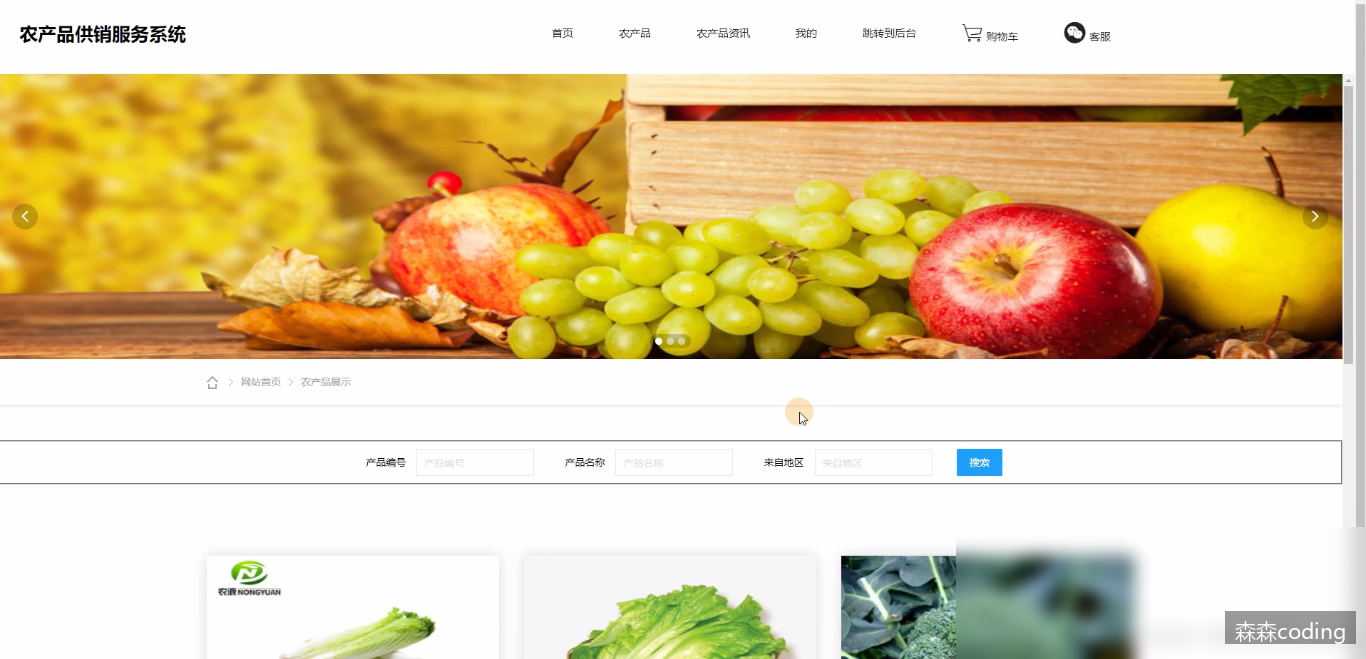 农产品供销服务系统
首页 农产品 农产品资讯 我的 跳转到后台 购物车 客服
网站首页 农产品展示
产品编号 产品编号 产品名称 产品名称 来自地区 来自地区 搜索
农源 NONGYUAN
森森coding